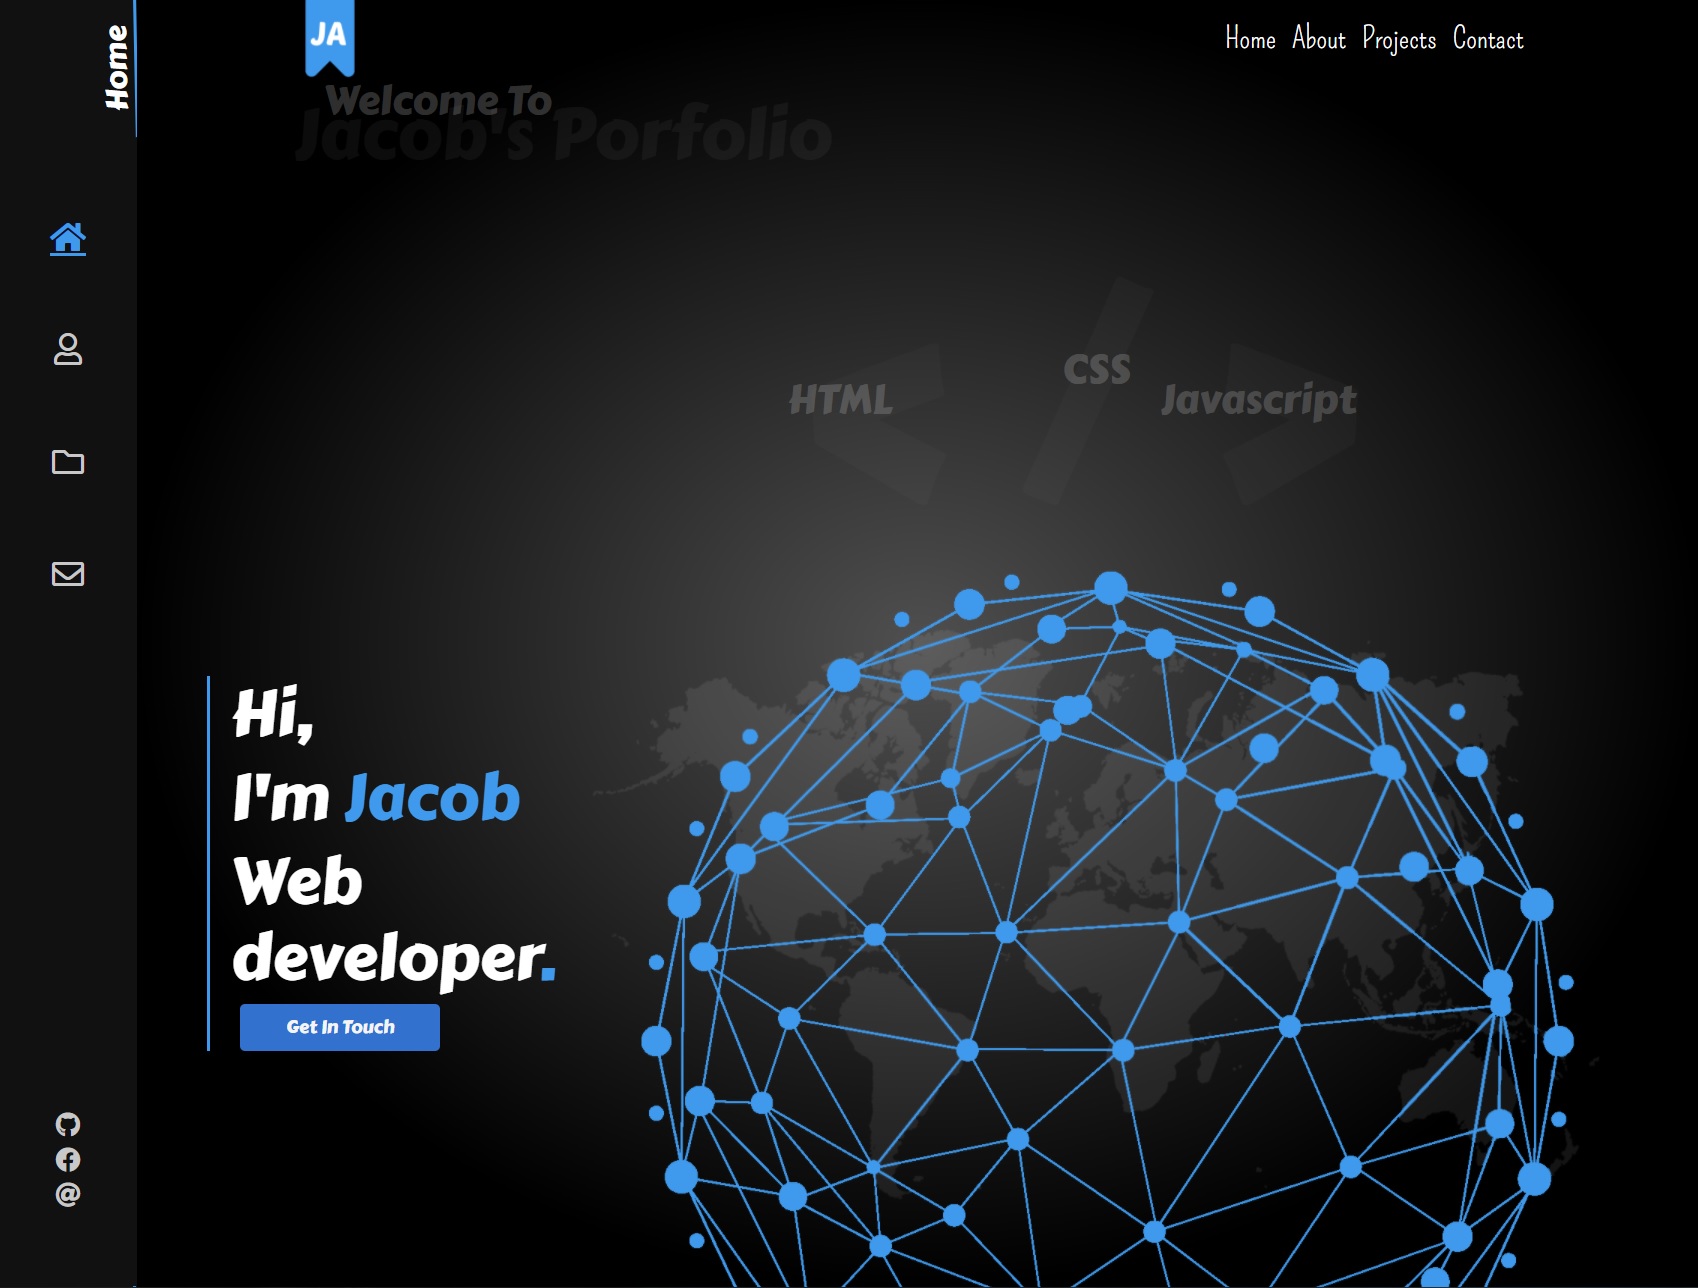 Home
JA
Home About Projects Contact
Welcome To
Jacob's Porfolio
HTML
CSS
Javascript
Hi,
I'm Jacob
Web
developer.
Get In Touch